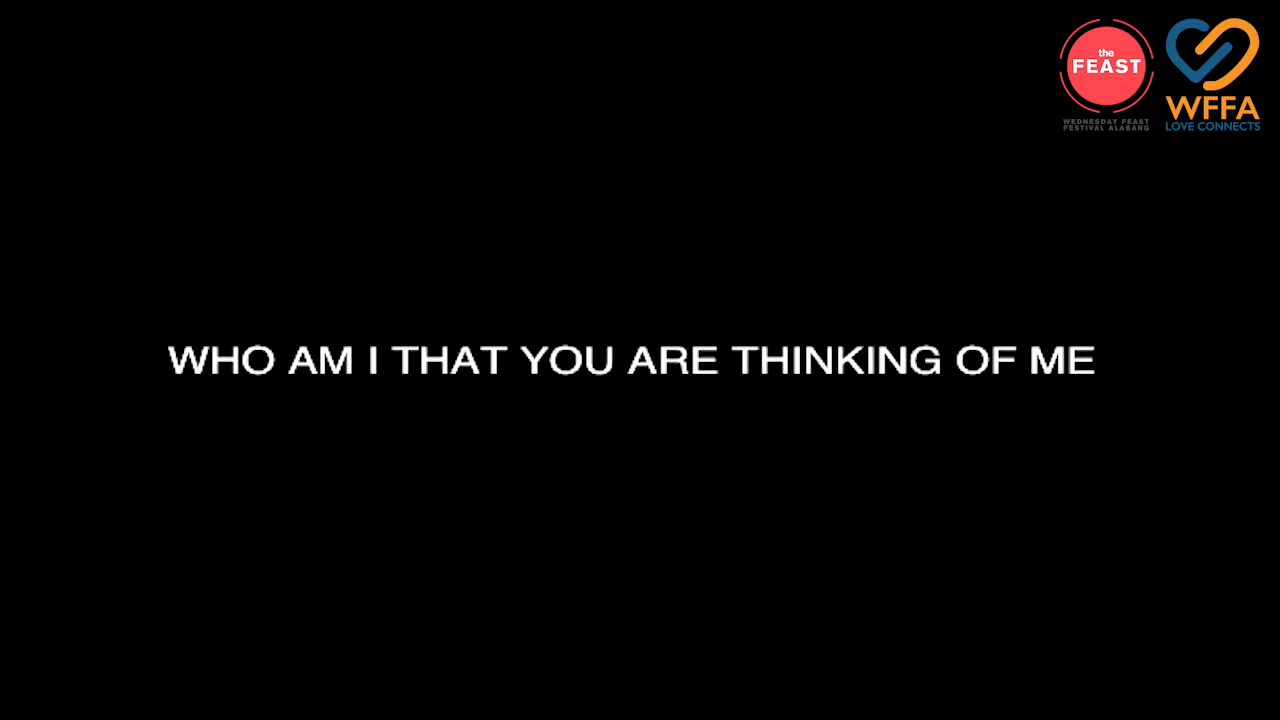 the
FEAST
WEDNESDAY FEAST
FESTIVAL ALABANG
WFFA
LOVE CONNECTS
WHO AM I THAT YOU ARE THINKING OF ME